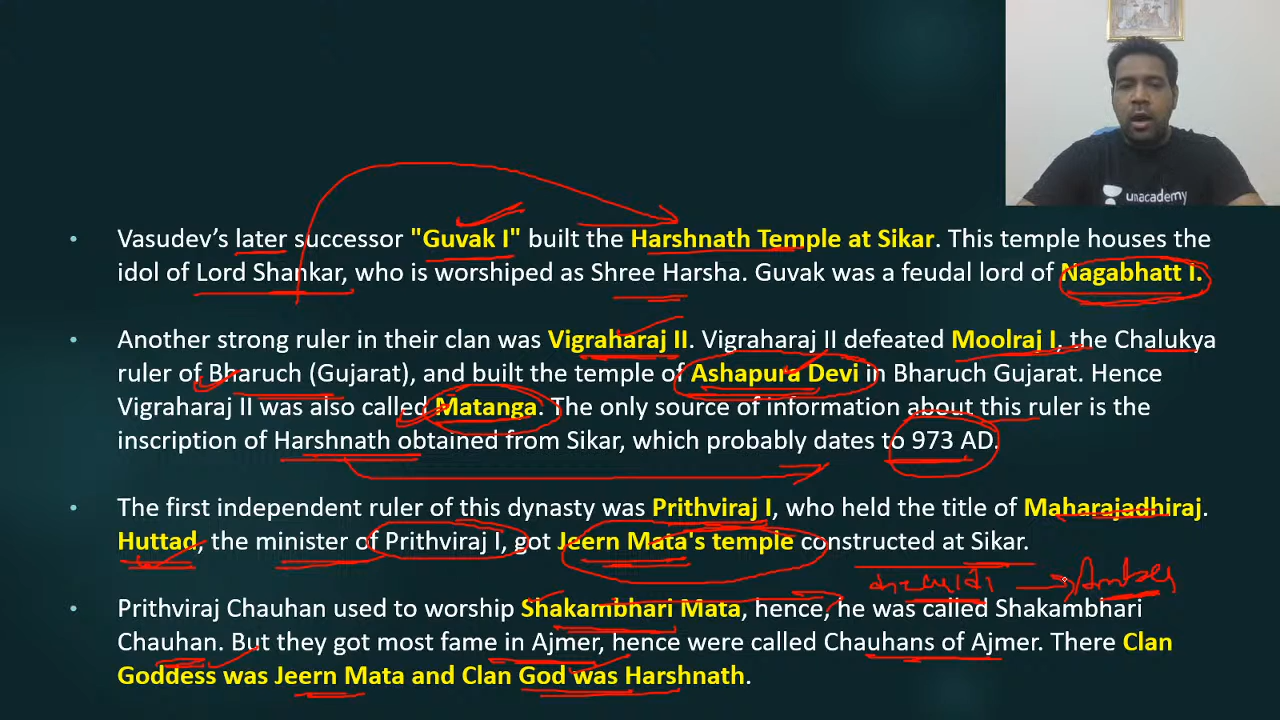 unacademy
• Vasudev’s later successor "Guvak I" built the Harshnath Temple at Sikar. This temple houses the
idol of Lord Shankar, who is worshiped as Shree Harsha. Guvak was a feudal lord of Nagabhatt I.
• Another strong ruler in their clan was Vigraharaj II. Vigraharaj II defeated Moolraj I, the Chalukya
ruler of Bharuch (Gujarat), and built the temple of Ashapura Devi in Bharuch Gujarat. Hence
Vigraharaj II was also called Matanga. The only source of information about this ruler is the
inscription of Harshnath obtained from Sikar, which probably dates to 973 AD.
• The first independent ruler of this dynasty was Prithviraj I, who held the title of Maharajadhiraj.
Huttad, the minister of Prithviraj I, got Jeern Mata's temple constructed at Sikar.
Amber
• Prithviraj Chauhan used to worship Shakambhari Mata, hence, he was called Shakambhari
Chauhan. But they got most fame in Ajmer, hence were called Chauhans of Ajmer. There Clan
Goddess was Jeern Mata and Clan God was Harshnath.